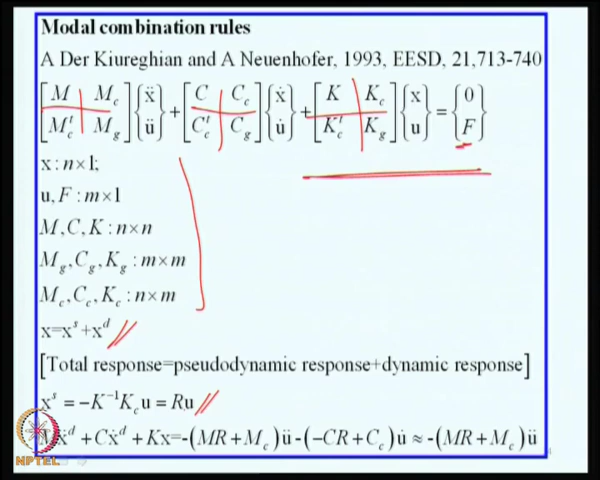 Modal combination rules
A Der Kiureghian and A Neuenhofer, 1993, EESD, 21,713-740
[M M_c; M_c^t M_g]{ẍ; ü}+[C C_c; C_c^t C_g]{ẋ; u̇}+[K K_c; K_c^t K_g]{x; u}={0; F}
x: n×1;
u, F : m×1
M, C, K : n×n
M_g, C_g, K_g : m×m
M_c, C_c, K_c : n×m
x=x^s+x^d
[Total response=pseudodynamic response+dynamic response]
x^s = -K^-1 K_c u = Ru
Mẍ^d + Cẋ^d + Kx=-(MR+M_c)ü-(-CR+C_c)u̇ ≈ -(MR+M_c)ü
NPTEL